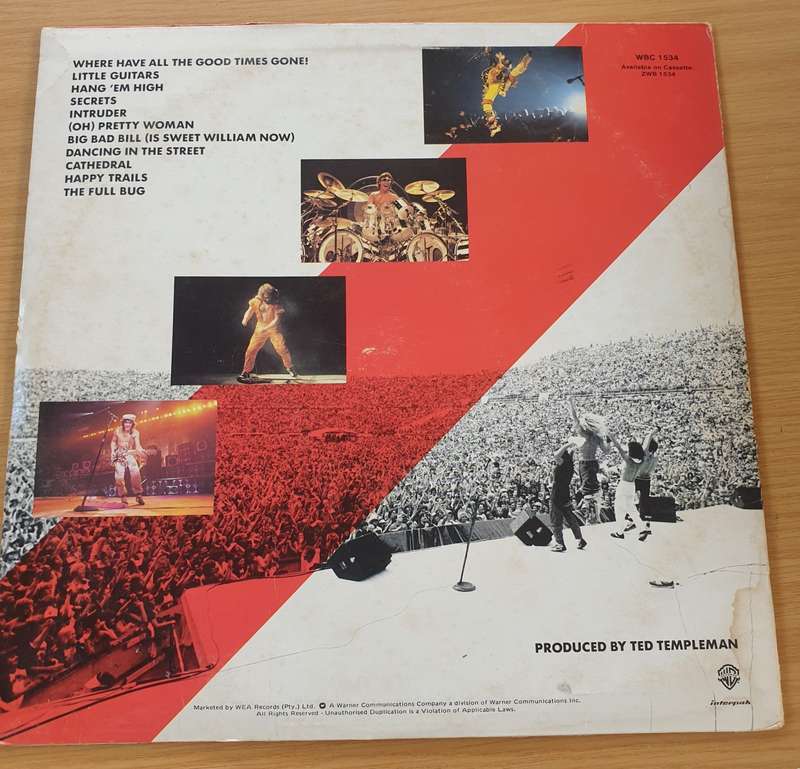 WHERE HAVE ALL THE GOOD TIMES GONE!
LITTLE GUITARS
HANG 'EM HIGH
SECRETS
INTRUDER
(OH) PRETTY WOMAN
BIG BAD BILL (IS SWEET WILLIAM NOW)
DANCING IN THE STREET
CATHEDRAL
HAPPY TRAILS
THE FULL BUG
WBC 1534
Available on Cassette
ZWB 1534
PRODUCED BY TED TEMPLEMAN
Marketed by WEA Records (Pty.) Ltd. A Warner Communications Company a division of Warner Communications Inc.
All Rights Reserved - Unauthorised Duplication is a Violation of Applicable Laws.
interpak